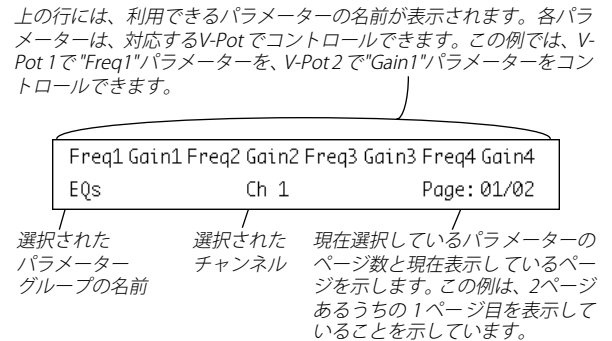 上の行には、利用できるパラメーターの名前が表示されます。各パラ
メーターは、対応するV-Potでコントロールできます。この例では、V-
Pot 1で"Freq1"パラメーターを、V-Pot 2で"Gain1"パラメーターをコン
トロールできます。
Freq1 Gain1 Freq2 Gain2 Freq3 Gain3 Freq4 Gain4
EQs Ch 1 Page: 01/02
選択された
パラメーター
グループの名前
選択された
チャンネル
現在選択しているパラメーターの
ページ数と現在表示しているペー
ジを示します。この例は、2ページ
あるうちの 1ページ目を表示して
いることを示しています。